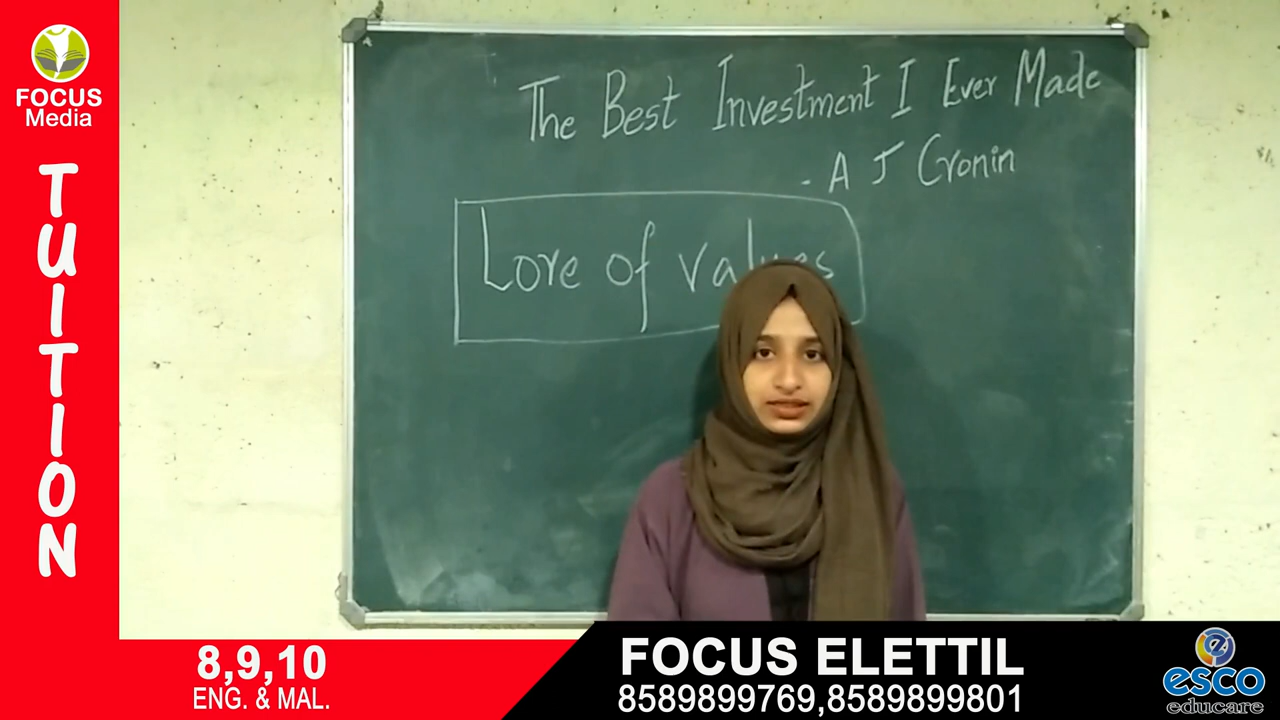 FOCUS
Media
TUITION
The Best Investment I Ever Made
- A J Cronin
Lore of values
8,9,10
ENG. & MAL.
FOCUS ELETTIL
8589899769,8589899801
esco
educare